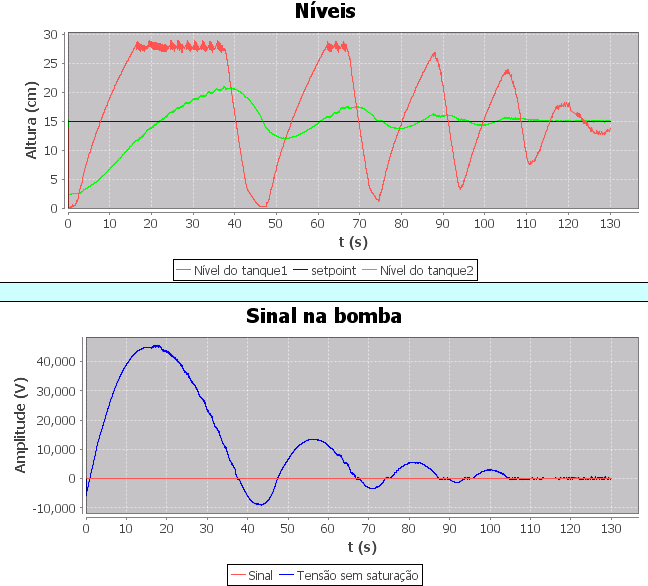 Níveis
30
25
20
15
10
5
0
Altura (cm)
0 10 20 30 40 50 60 70 80 90 100 110 120 130
t (s)
Nível do tanque1 setpoint Nível do tanque2
Sinal na bomba
40,000
30,000
20,000
10,000
0
-10,000
Amplitude (V)
0 10 20 30 40 50 60 70 80 90 100 110 120 130
t (s)
Sinal Tensão sem saturação